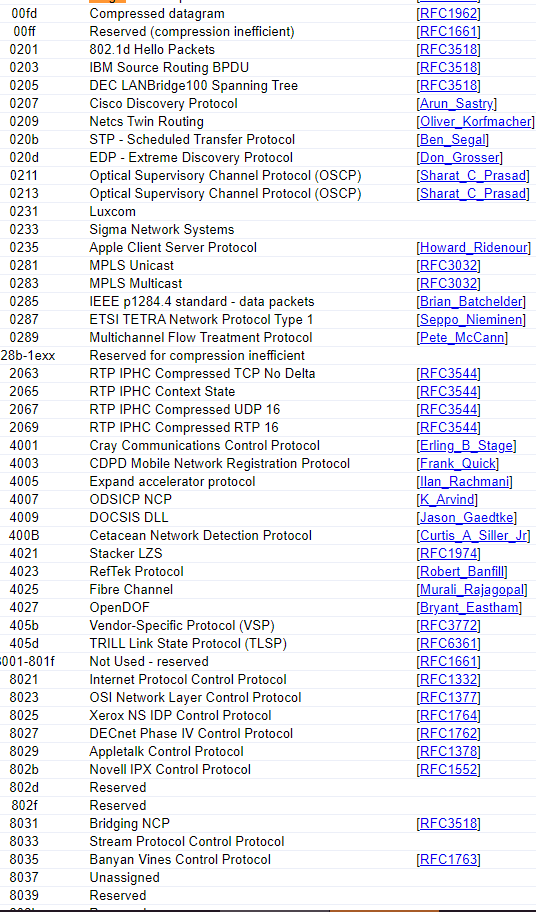 00fd Compressed datagram [RFC1962]
00ff Reserved (compression inefficient) [RFC1661]
0201 802.1d Hello Packets [RFC3518]
0203 IBM Source Routing BPDU [RFC3518]
0205 DEC LANBridge100 Spanning Tree [RFC3518]
0207 Cisco Discovery Protocol [Arun_Sastry]
0209 Netcs Twin Routing [Oliver_Korfmacher]
020b STP - Scheduled Transfer Protocol [Ben_Segal]
020d EDP - Extreme Discovery Protocol [Don_Grosser]
0211 Optical Supervisory Channel Protocol (OSCP) [Sharat_C_Prasad]
0213 Optical Supervisory Channel Protocol (OSCP) [Sharat_C_Prasad]
0231 Luxcom
0233 Sigma Network Systems
0235 Apple Client Server Protocol [Howard_Ridenour]
0281 MPLS Unicast [RFC3032]
0283 MPLS Multicast [RFC3032]
0285 IEEE p1284.4 standard - data packets [Brian_Batchelder]
0287 ETSI TETRA Network Protocol Type 1 [Seppo_Nieminen]
0289 Multichannel Flow Treatment Protocol [Pete_McCann]
28b-1exx Reserved for compression inefficient
2063 RTP IPHC Compressed TCP No Delta [RFC3544]
2065 RTP IPHC Context State [RFC3544]
2067 RTP IPHC Compressed UDP 16 [RFC3544]
2069 RTP IPHC Compressed RTP 16 [RFC3544]
4001 Cray Communications Control Protocol [Erling_B_Stage]
4003 CDPD Mobile Network Registration Protocol [Frank_Quick]
4005 Expand accelerator protocol [Ilan_Rachmani]
4007 ODSICP NCP [K_Arvind]
4009 DOCSIS DLL [Jason_Gaedtke]
400B Cetacean Network Detection Protocol [Curtis_A_Siller_Jr]
4021 Stacker LZS [RFC1974]
4023 RefTek Protocol [Robert_Banfill]
4025 Fibre Channel [Murali_Rajagopal]
4027 OpenDOF [Bryant_Eastham]
405b Vendor-Specific Protocol (VSP) [RFC3772]
405d TRILL Link State Protocol (TLSP) [RFC6361]
8001-801f Not Used - reserved [RFC1661]
8021 Internet Protocol Control Protocol [RFC1332]
8023 OSI Network Layer Control Protocol [RFC1377]
8025 Xerox NS IDP Control Protocol [RFC1764]
8027 DECnet Phase IV Control Protocol [RFC1762]
8029 Appletalk Control Protocol [RFC1378]
802b Novell IPX Control Protocol [RFC1552]
802d Reserved
802f Reserved
8031 Bridging NCP [RFC3518]
8033 Stream Protocol Control Protocol
8035 Banyan Vines Control Protocol [RFC1763]
8037 Unassigned
8039 Reserved